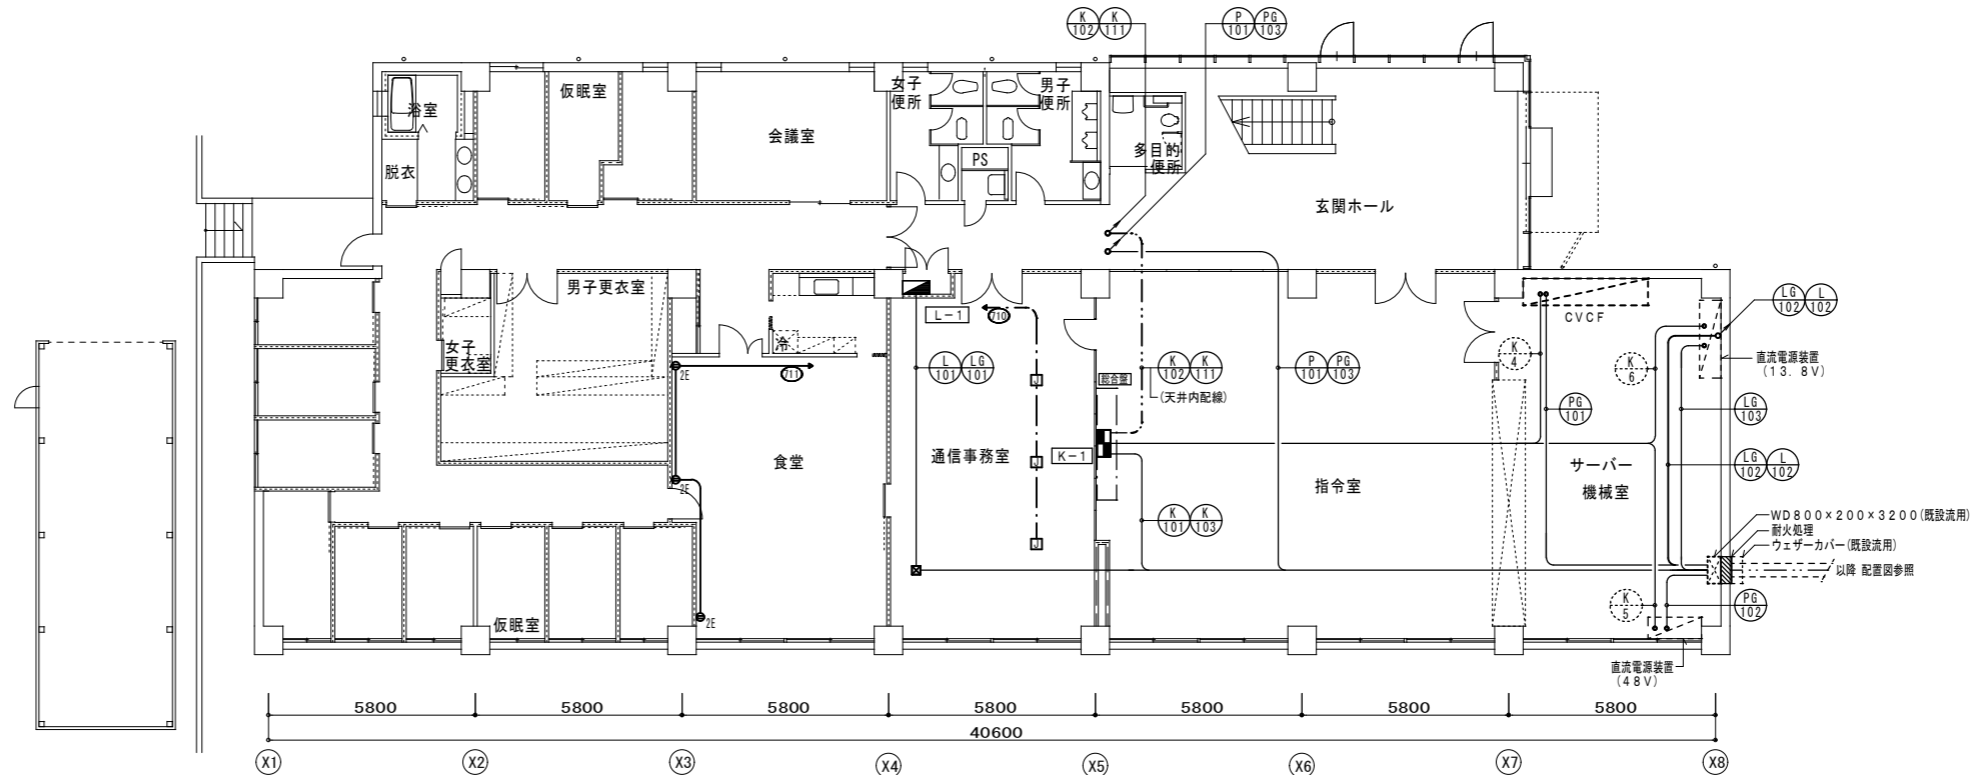 K 102
K 111
P 101
PG 103
浴室
脱衣
仮眠室
会議室
女子
便所
男子
便所
PS
多目的
便所
玄関ホール
男子更衣室
女子
更衣室
冷
L-1
710
2E
711
2E
2E
食堂
L 101
LG 101
通信事務室
総合盤
K-1
K 102
K 111
(天井内配線)
P 101
PG 103
K 101
K 103
指令室
CVCF
K 4
PG 101
K 6
LG 102
L 102
直流電源装置
(13.8V)
LG 103
LG 102
L 102
サーバー
機械室
WD800×200×3200(既設流用)
耐火処理
ウェザーカバー(既設流用)
以降 配置図参照
K 5
PG 102
直流電源装置
(48V)
仮眠室
J
J
J
5800 5800 5800 5800 5800 5800 5800
40600
X1 X2 X3 X4 X5 X6 X7 X8